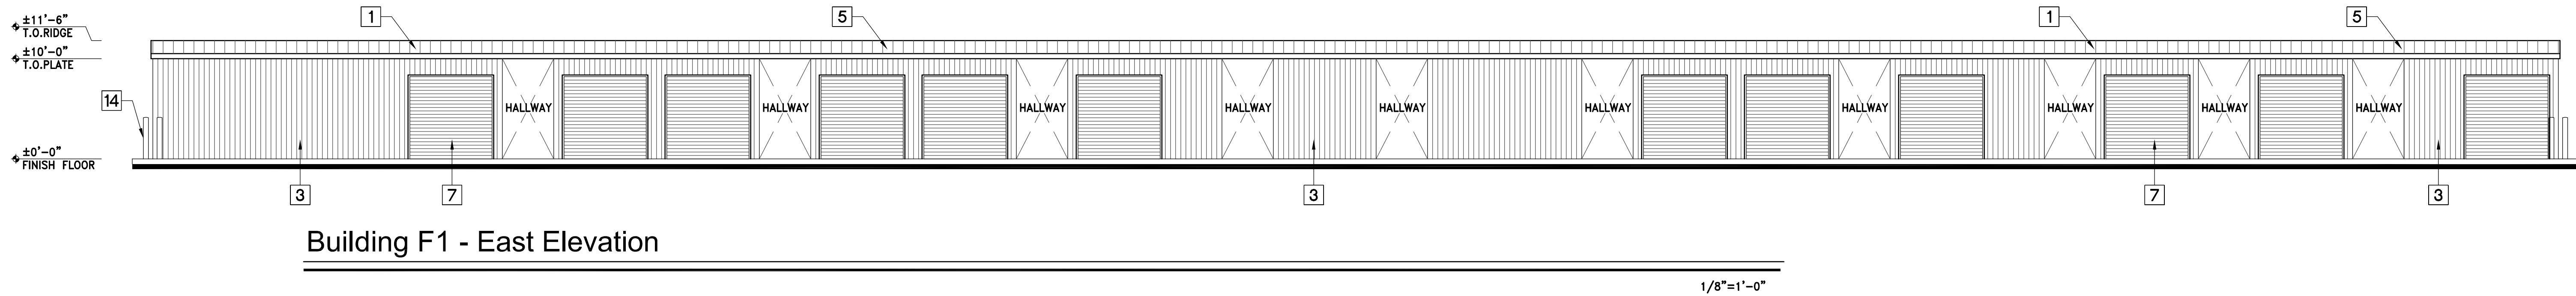 ±11'-6"
T.O.RIDGE
±10'-0"
T.O.PLATE
±0'-0"
FINISH FLOOR
1
5
1
5
14
HALLWAY
HALLWAY
HALLWAY
HALLWAY
HALLWAY
HALLWAY
HALLWAY
HALLWAY
HALLWAY
HALLWAY
3
7
3
7
3
Building F1 - East Elevation
1/8"=1'-0"